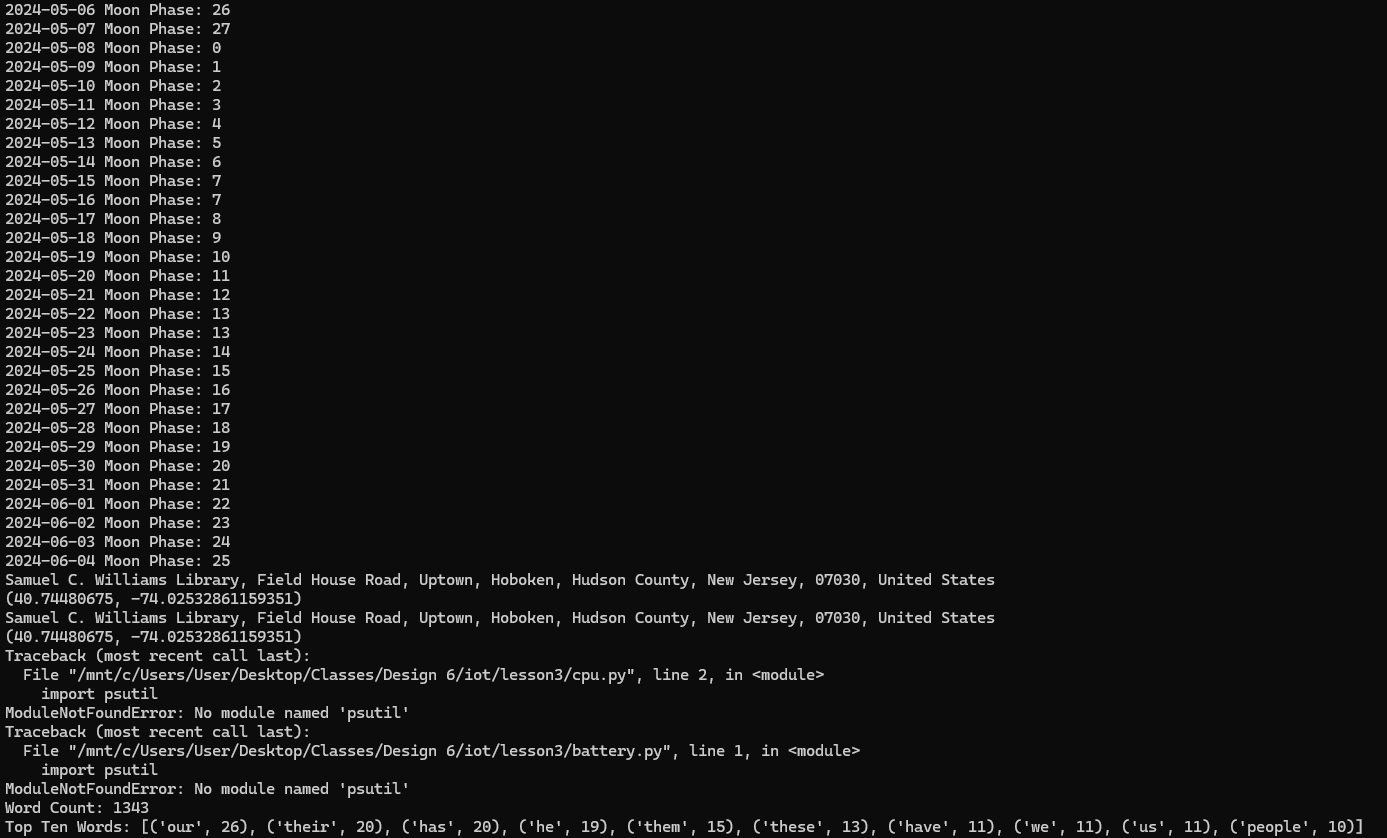 2024-05-06 Moon Phase: 26
2024-05-07 Moon Phase: 27
2024-05-08 Moon Phase: 0
2024-05-09 Moon Phase: 1
2024-05-10 Moon Phase: 2
2024-05-11 Moon Phase: 3
2024-05-12 Moon Phase: 4
2024-05-13 Moon Phase: 5
2024-05-14 Moon Phase: 6
2024-05-15 Moon Phase: 7
2024-05-16 Moon Phase: 7
2024-05-17 Moon Phase: 8
2024-05-18 Moon Phase: 9
2024-05-19 Moon Phase: 10
2024-05-20 Moon Phase: 11
2024-05-21 Moon Phase: 12
2024-05-22 Moon Phase: 13
2024-05-23 Moon Phase: 13
2024-05-24 Moon Phase: 14
2024-05-25 Moon Phase: 15
2024-05-26 Moon Phase: 16
2024-05-27 Moon Phase: 17
2024-05-28 Moon Phase: 18
2024-05-29 Moon Phase: 19
2024-05-30 Moon Phase: 20
2024-05-31 Moon Phase: 21
2024-06-01 Moon Phase: 22
2024-06-02 Moon Phase: 23
2024-06-03 Moon Phase: 24
2024-06-04 Moon Phase: 25
Samuel C. Williams Library, Field House Road, Uptown, Hoboken, Hudson County, New Jersey, 07030, United States
(40.74480675, -74.02532861159351)
Samuel C. Williams Library, Field House Road, Uptown, Hoboken, Hudson County, New Jersey, 07030, United States
(40.74480675, -74.02532861159351)
Traceback (most recent call last):
  File "/mnt/c/Users/User/Desktop/Classes/Design 6/iot/lesson3/cpu.py", line 2, in <module>
    import psutil
ModuleNotFoundError: No module named 'psutil'
Traceback (most recent call last):
  File "/mnt/c/Users/User/Desktop/Classes/Design 6/iot/lesson3/battery.py", line 1, in <module>
    import psutil
ModuleNotFoundError: No module named 'psutil'
Word Count: 1343
Top Ten Words: [('our', 26), ('their', 20), ('has', 20), ('he', 19), ('them', 15), ('these', 13), ('have', 11), ('we', 11), ('us', 11), ('people', 10)]